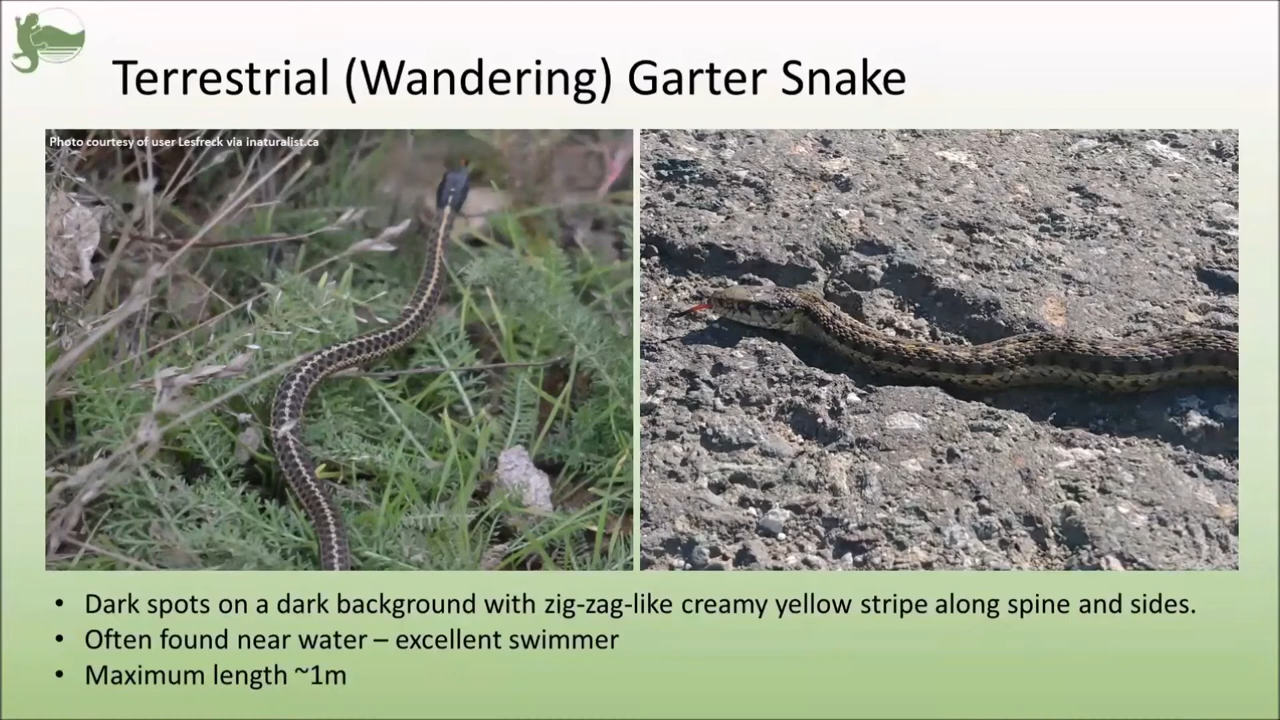 Terrestrial (Wandering) Garter Snake
Photo courtesy of user Lesfreck via inaturalist.ca
• Dark spots on a dark background with zig-zag-like creamy yellow stripe along spine and sides.
• Often found near water – excellent swimmer
• Maximum length ~1m